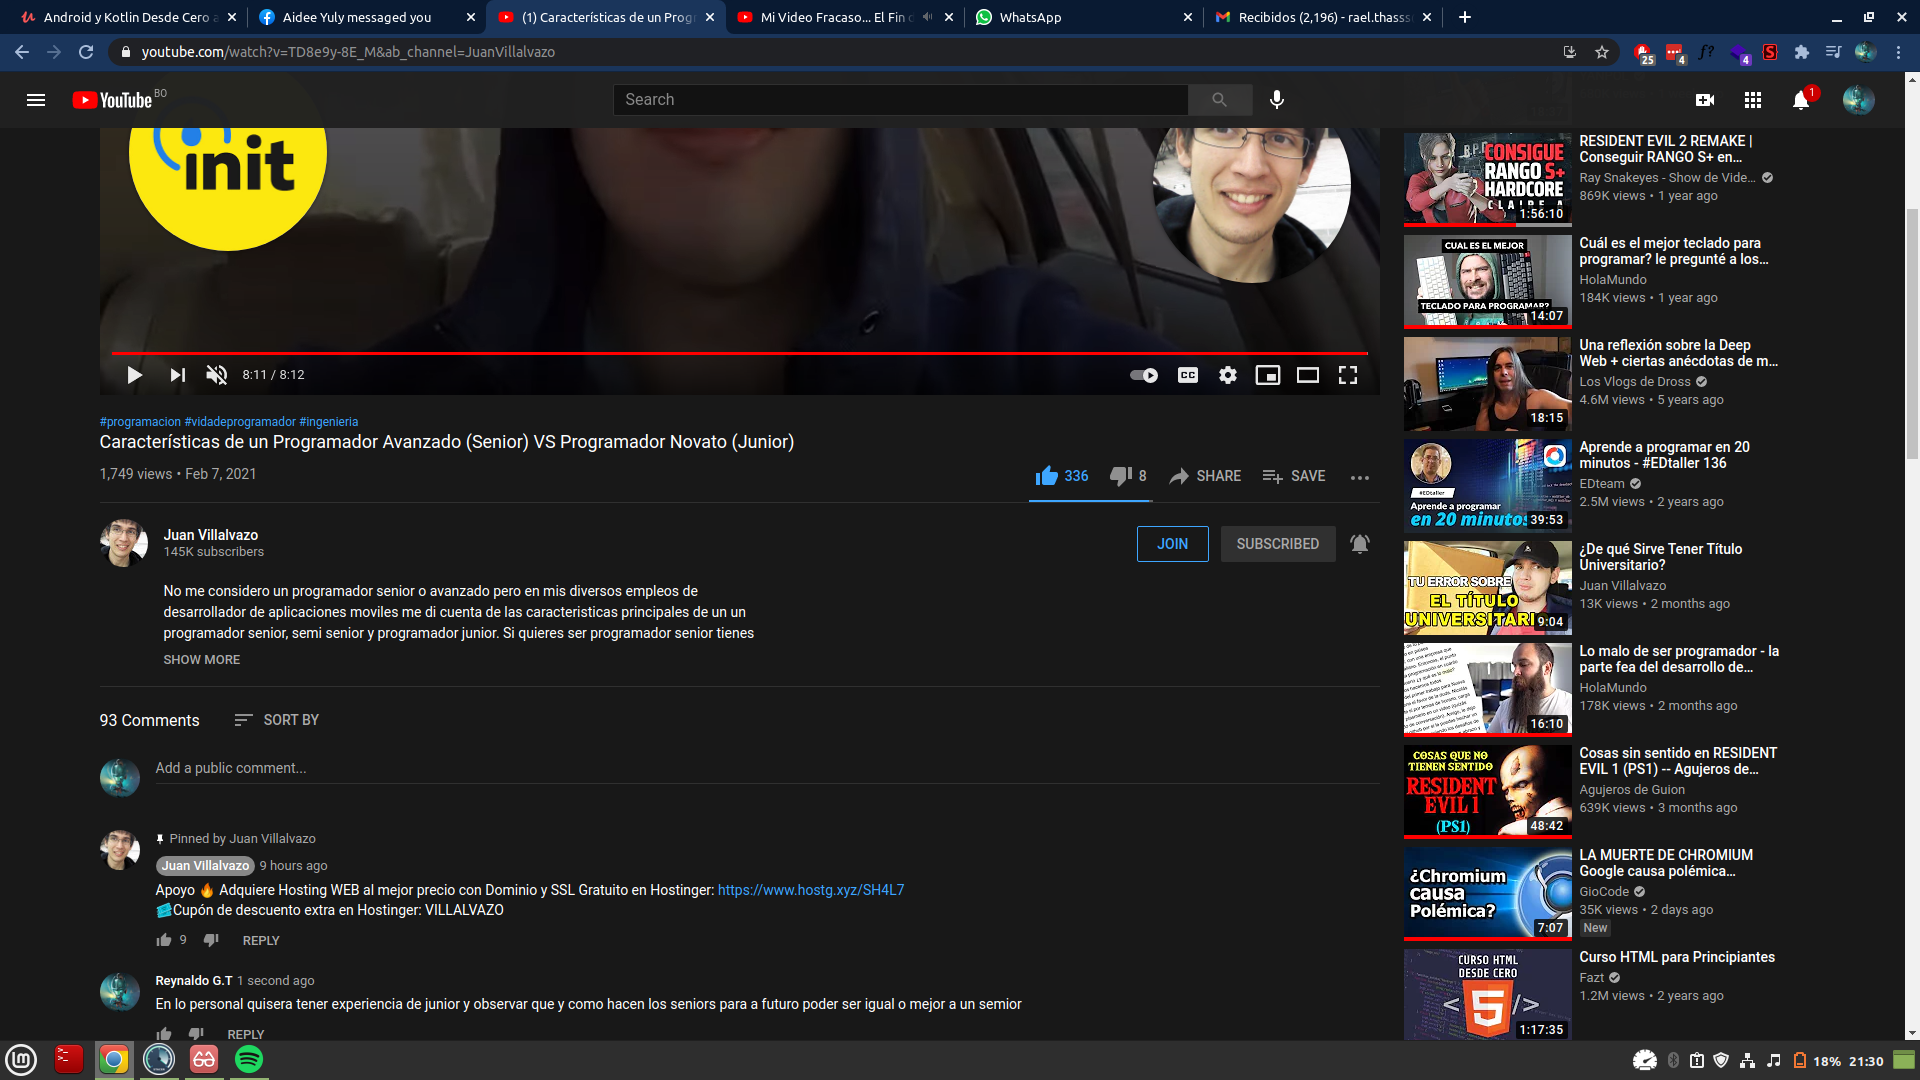 Android y Kotlin Desde Cero a
Aidee Yuly messaged you
(1) Características de un Prog
Mi Video Fracaso... El Fin d
WhatsApp
Recibidos (2,196) - rael.thasss
youtube.com/watch?v=TD8e9y-8E_M&ab_channel=JuanVillalvazo
25
4
f?
4
S
YouTube BO
Search
1
init
8:11 / 8:12
CC
#programacion #vidadeprogramador #ingenieria
Características de un Programador Avanzado (Senior) VS Programador Novato (Junior)
1,749 views • Feb 7, 2021
336
8
SHARE
SAVE
Juan Villalvazo
145K subscribers
JOIN
SUBSCRIBED
No me considero un programador senior o avanzado pero en mis diversos empleos de
desarrollador de aplicaciones moviles me di cuenta de las caracteristicas principales de un un
programador senior, semi senior y programador junior. Si quieres ser programador senior tienes
SHOW MORE
93 Comments
SORT BY
Add a public comment...
Pinned by Juan Villalvazo
Juan Villalvazo 9 hours ago
Apoyo 🔥 Adquiere Hosting WEB al mejor precio con Dominio y SSL Gratuito en Hostinger: https://www.hostg.xyz/SH4L7
🎫Cupón de descuento extra en Hostinger: VILLALVAZO
9
REPLY
Reynaldo G.T 1 second ago
En lo personal quisera tener experiencia de junior y observar que y como hacen los seniors para a futuro poder ser igual o mejor a un semior
REPLY
CONSIGUE
RANGO S+
HARDCORE
CLAIRE A
1:56:10
RESIDENT EVIL 2 REMAKE |
Conseguir RANGO S+ en...
Ray Snakeyes - Show de Vide...
869K views • 1 year ago
CUAL ES EL MEJOR
TECLADO PARA PROGRAMAR?
14:07
Cuál es el mejor teclado para
programar? le pregunté a los...
HolaMundo
184K views • 1 year ago
18:15
Una reflexión sobre la Deep
Web + ciertas anécdotas de m...
Los Vlogs de Dross
4.6M views • 5 years ago
#EDtaller
Aprende a programar
en 20 minutos
39:53
Aprende a programar en 20
minutos - #EDtaller 136
EDteam
2.5M views • 2 years ago
TU ERROR SOBRE
EL TÍTULO
UNIVERSITARI
9:04
¿De qué Sirve Tener Título
Universitario?
Juan Villalvazo
13K views • 2 months ago
16:10
Lo malo de ser programador - la
parte fea del desarrollo de...
HolaMundo
178K views • 2 months ago
COSAS QUE NO
TIENEN SENTIDO
RESIDENT
EVIL 1
(PS1)
48:42
Cosas sin sentido en RESIDENT
EVIL 1 (PS1) -- Agujeros de...
Agujeros de Guion
639K views • 3 months ago
¿Chromium
causa
Polémica?
7:07
LA MUERTE DE CHROMIUM
Google causa polémica...
GioCode
35K views • 2 days ago
New
CURSO HTML
DESDE CERO
5
1:17:35
Curso HTML para Principiantes
Fazt
1.2M views • 2 years ago
18%
21:30